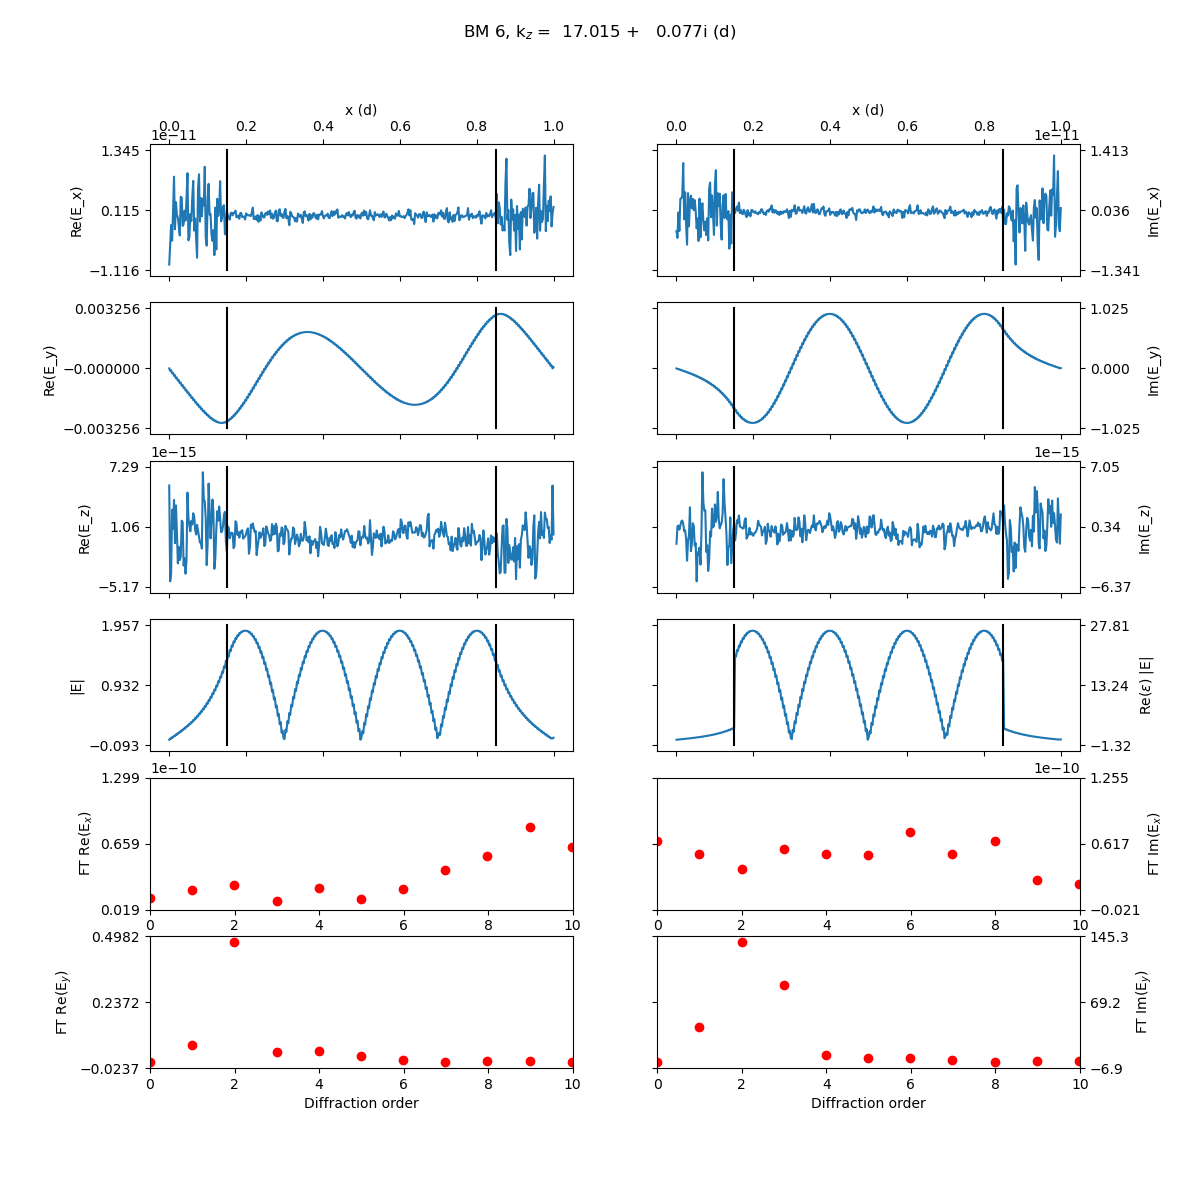 BM 6, k_z = 17.015 + 0.077i (d)
x (d) x (d)
0.0 0.2 0.4 0.6 0.8 1.0 0.0 0.2 0.4 0.6 0.8 1.0
1e−11 1e−11
1.345 1.413
Re(E_x) 0.115 0.036 Im(E_x)
−1.116 −1.341
0.003256 1.025
Re(E_y) −0.000000 0.000 Im(E_y)
−0.003256 −1.025
1e−15 1e−15
7.29 7.05
Re(E_z) 1.06 0.34 Im(E_z)
−5.17 −6.37
1.957 27.81
|E| 0.932 13.24 Re(ε) |E|
−0.093 −1.32
1e−10 1e−10
1.299 1.255
FT Re(E_x) 0.659 0.617 FT Im(E_x)
0.019 −0.021
0 2 4 6 8 10 0 2 4 6 8 10
0.4982 145.3
FT Re(E_y) 0.2372 69.2 FT Im(E_y)
−0.0237 −6.9
0 2 4 6 8 10 0 2 4 6 8 10
Diffraction order Diffraction order